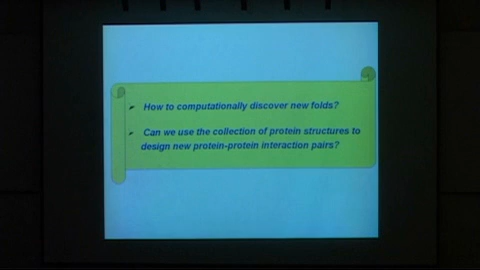 How to computationally discover new folds?
Can we use the collection of protein structures to
design new protein-protein interaction pairs?